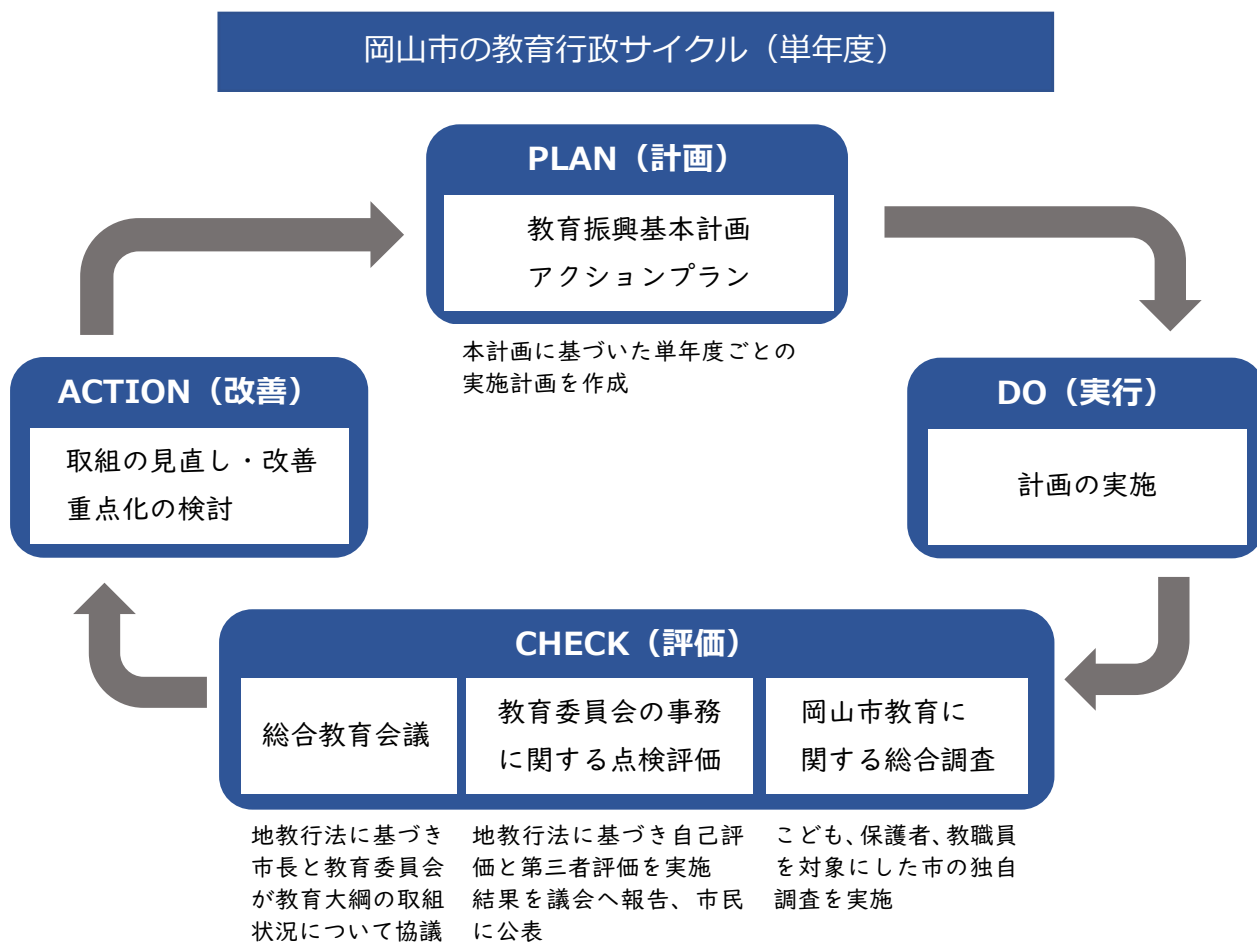 岡山市の教育行政サイクル（単年度）
PLAN（計画）
教育振興基本計画
アクションプラン
本計画に基づいた単年度ごとの
実施計画を作成
DO（実行）
計画の実施
CHECK（評価）
総合教育会議
地教行法に基づき
市長と教育委員会
が教育大綱の取組
状況について協議
教育委員会の事務
に関する点検評価
地教行法に基づき自己評
価と第三者評価を実施
結果を議会へ報告、市民
に公表
岡山市教育に
関する総合調査
こども、保護者、教職員
を対象にした市の独自
調査を実施
ACTION（改善）
取組の見直し・改善
重点化の検討